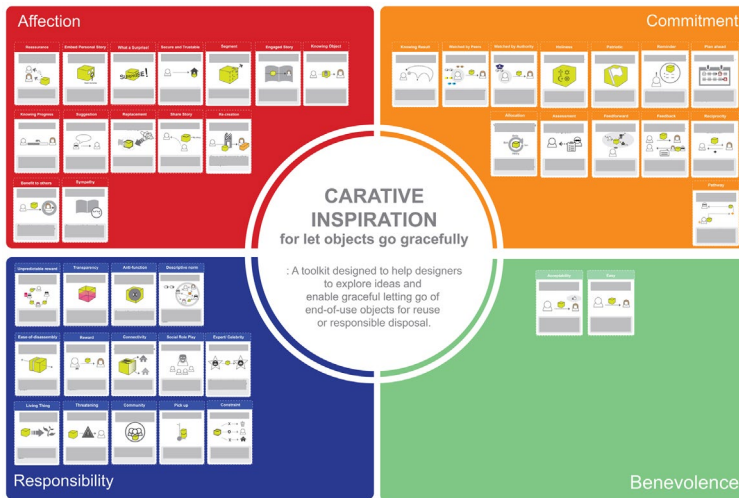 Affection
Commitment
Reassurance
Embed Personal Story
What a Surprise!
Secure and Trustable
Segment
Engaged Story
Knowing Object
Knowing Result
Watched by Peers
Watched by Authority
Attribute
Publicity
Reminder
Plan ahead
Knowing Progress
Suggestion
Replacement
Share Story
Re-creation
Allocation
Assessment
Feedforward
Feedback
Reciprocity
Benefit to others
Sympathy
Pathway
CARATIVE
INSPIRATION
for let objects go gracefully
: A toolkit designed to help designers
to explore ideas and
enable graceful letting go of
end-of-use objects for reuse
or responsible disposal.
Unpredictable reward
Transparency
Anti-function
Descriptive norm
Acceptability
Ease of disassembly
Reward
Connectivity
Social Role Play
Expert/ Celebrity
Living Thing
Threatening
Community
Pick up
Constraint
Responsibility
Benevolence